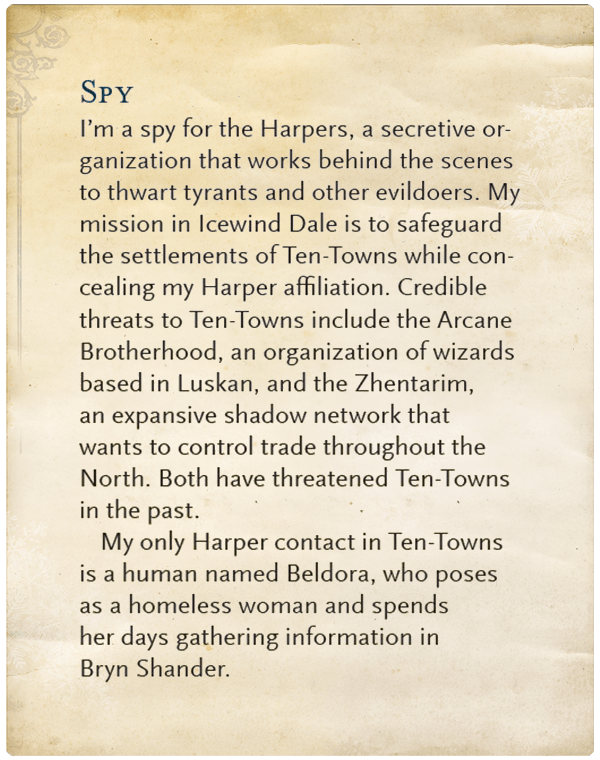 Spy
I'm a spy for the Harpers, a secretive or-
ganization that works behind the scenes
to thwart tyrants and other evildoers. My
mission in Icewind Dale is to safeguard
the settlements of Ten-Towns while con-
cealing my Harper affiliation. Credible
threats to Ten-Towns include the Arcane
Brotherhood, an organization of wizards
based in Luskan, and the Zhentarim,
an expansive shadow network that
wants to control trade throughout the
North. Both have threatened Ten-Towns
in the past.
My only Harper contact in Ten-Towns
is a human named Beldora, who poses
as a homeless woman and spends
her days gathering information in
Bryn Shander.